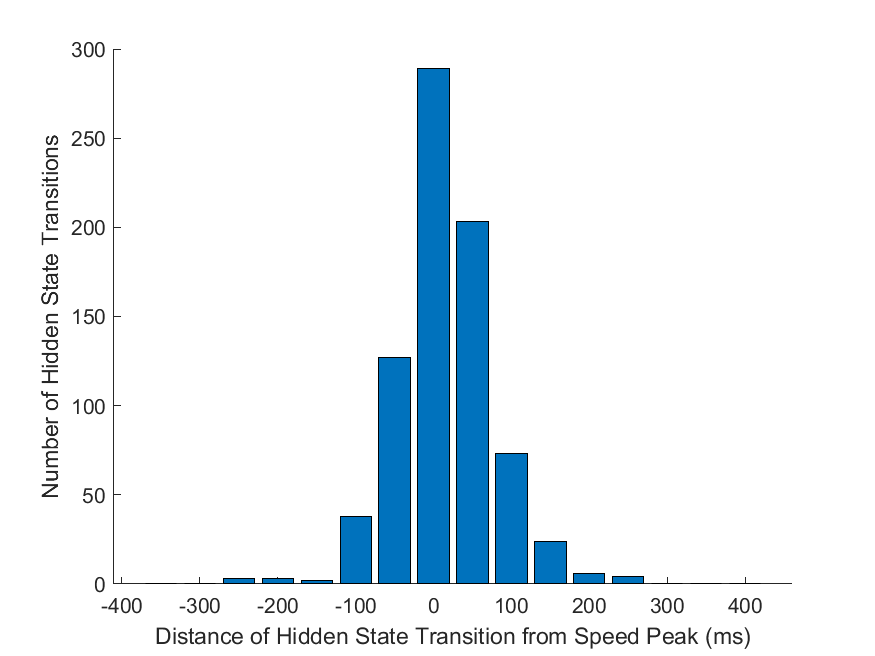 300
250
200
150
100
50
0
-400 -300 -200 -100 0 100 200 300 400
Number of Hidden State Transitions
Distance of Hidden State Transition from Speed Peak (ms)